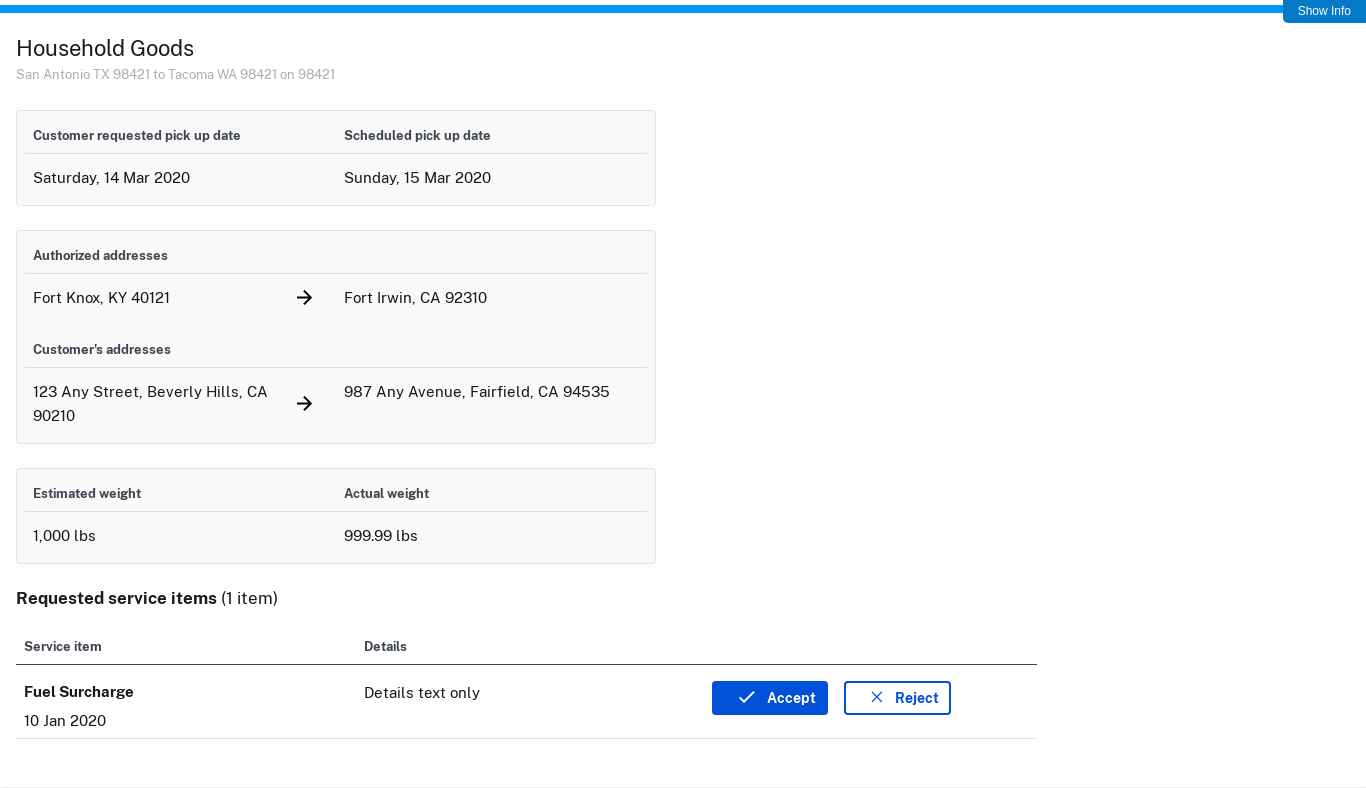 Show Info
Household Goods
San Antonio TX 98421 to Tacoma WA 98421 on 98421
Customer requested pick up date Scheduled pick up date
Saturday, 14 Mar 2020 Sunday, 15 Mar 2020
Authorized addresses
Fort Knox, KY 40121 Fort Irwin, CA 92310
Customer's addresses
123 Any Street, Beverly Hills, CA 987 Any Avenue, Fairfield, CA 94535
90210
Estimated weight Actual weight
1,000 lbs 999.99 lbs
Requested service items (1 item)
Service item Details
Fuel Surcharge Details text only Accept Reject
10 Jan 2020